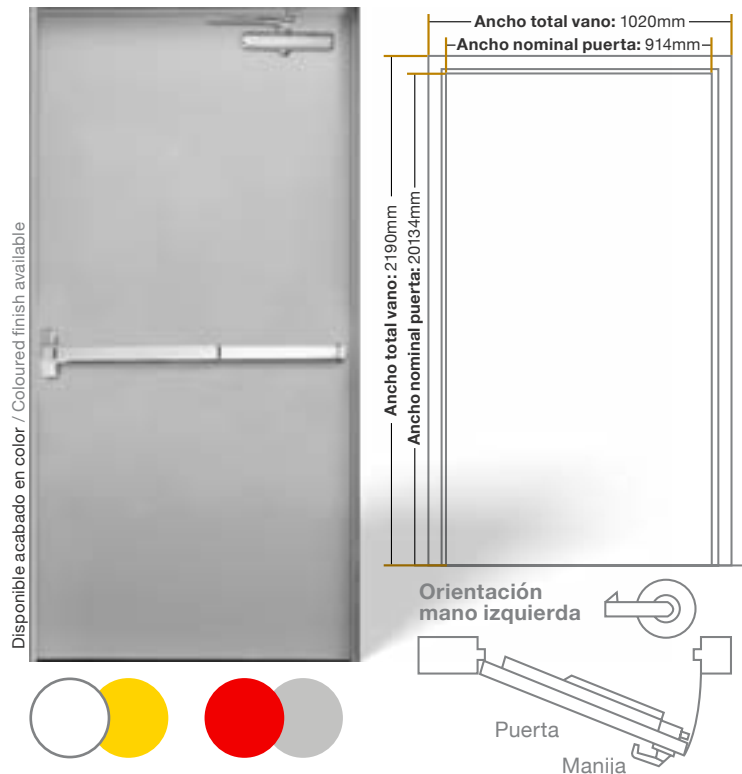 Ancho total vano: 1020mm
Ancho nominal puerta: 914mm
Ancho total vano: 2190mm
Ancho nominal puerta: 20134mm
Disponible acabado en color / Coloured finish available
Orientación
mano izquierda
Puerta
Manija